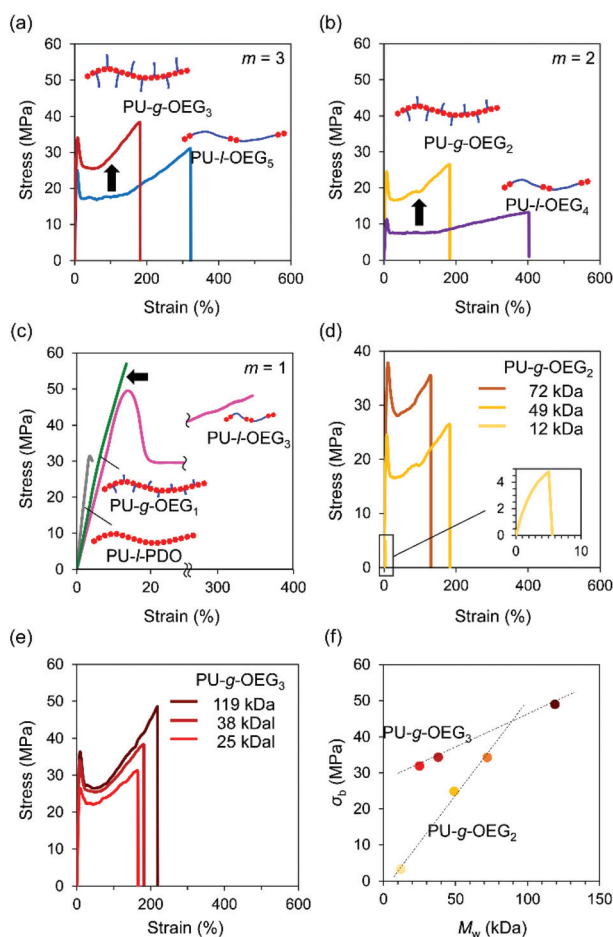 (a)
60
50
40
30
20
10
0
Stress (MPa)
m = 3
PU-g-OEG3
PU-l-OEG5
0 200 400 600
Strain (%)
(b)
60
50
40
30
20
10
0
Stress (MPa)
m = 2
PU-g-OEG2
PU-l-OEG4
0 200 400 600
Strain (%)
(c)
60
50
40
30
20
10
0
Stress (MPa)
m = 1
PU-l-OEG3
PU-g-OEG1
PU-l-PDO
0 10 20 300 400
Strain (%)
(d)
40
30
20
10
0
Stress (MPa)
PU-g-OEG2
72 kDa
49 kDa
12 kDa
4
2
0
0 10
0 200 400 600
Strain (%)
(e)
60
50
40
30
20
10
0
Stress (MPa)
PU-g-OEG3
119 kDa
38 kDal
25 kDal
0 200 400 600
Strain (%)
(f)
60
50
40
30
20
10
0
σb (MPa)
PU-g-OEG3
PU-g-OEG2
0 50 100 150
Mw (kDa)